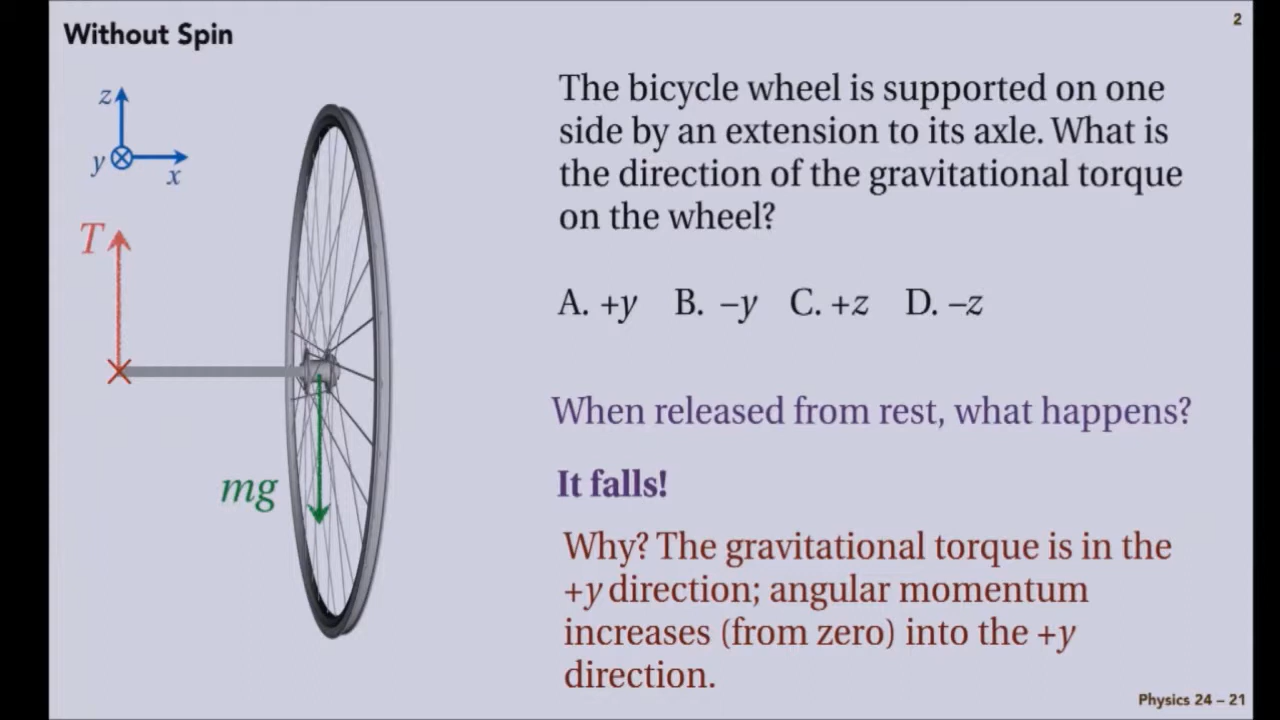 Without Spin
2
z
y
x
T
mg
The bicycle wheel is supported on one
side by an extension to its axle. What is
the direction of the gravitational torque
on the wheel?
A. +y B. –y C. +z D. –z
When released from rest, what happens?
It falls!
Why? The gravitational torque is in the
+y direction; angular momentum
increases (from zero) into the +y
direction.
Physics 24 – 21